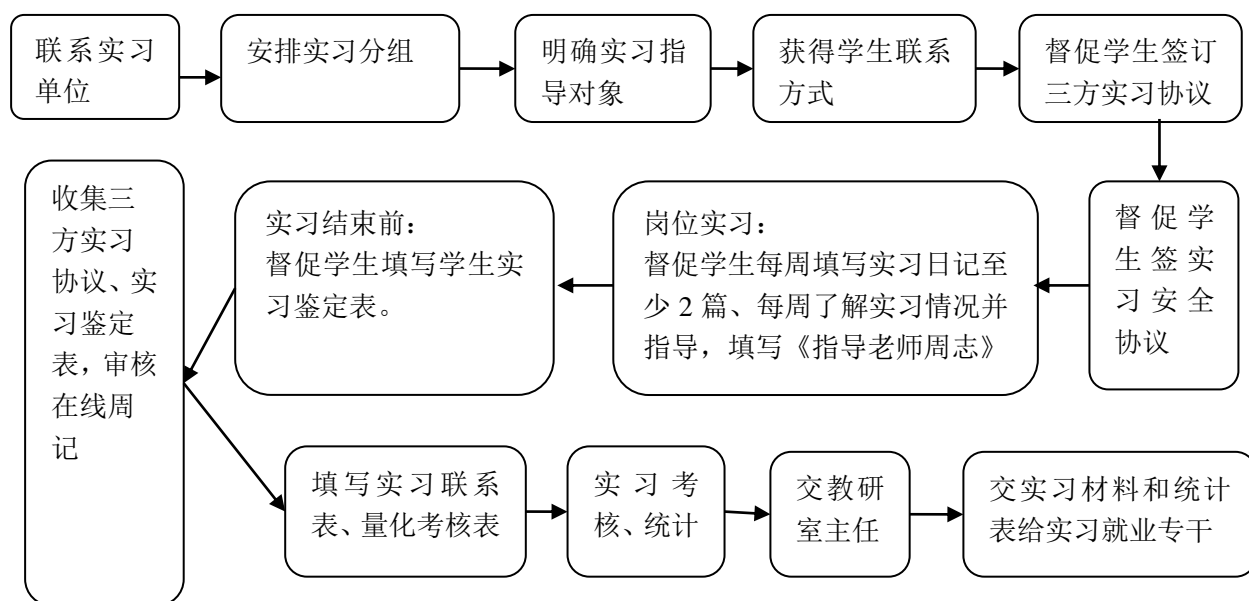 联系实习
单位
安排实习分组
明确实习指
导对象
获得学生联系
方式
督促学生签订
三方实习协议
督促学
生签实
习安全
协议
岗位实习：
督促学生每周填写实习日记至
少 2 篇、每周了解实习情况并
指导，填写《指导老师周志》
实习结束前：
督促学生填写学生实
习鉴定表。
收集三
方实习
协议、实
习鉴定
表，审核
在线周
记
填写实习联系
表、量化考核表
实习考
核、统计
交教研
室主任
交实习材料和统计
表给实习就业专干